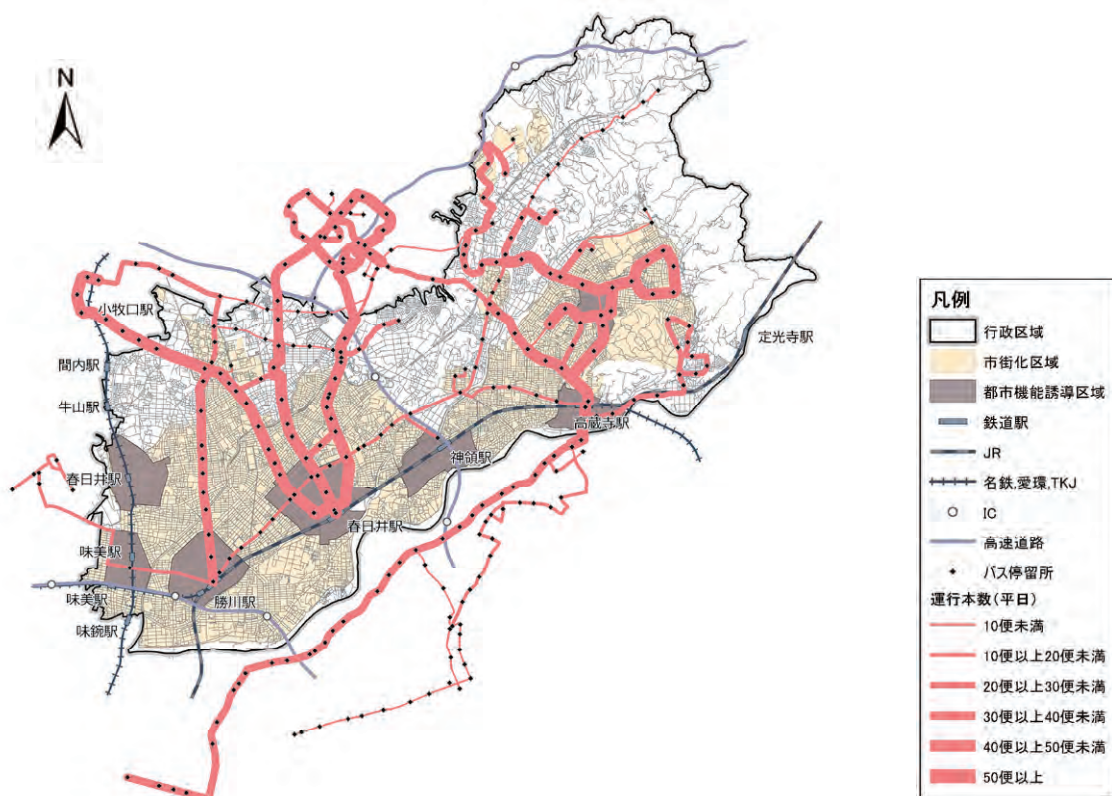 N
小牧口駅
間内駅
牛山駅
春日井駅
味美駅
味美駅
味鋺駅
勝川駅
春日井駅
神領駅
高蔵寺駅
定光寺駅
凡例
行政区域
市街化区域
都市機能誘導区域
鉄道駅
JR
名鉄,愛環,TKJ
IC
高速道路
バス停留所
運行本数(平日)
10便未満
10便以上20便未満
20便以上30便未満
30便以上40便未満
40便以上50便未満
50便以上